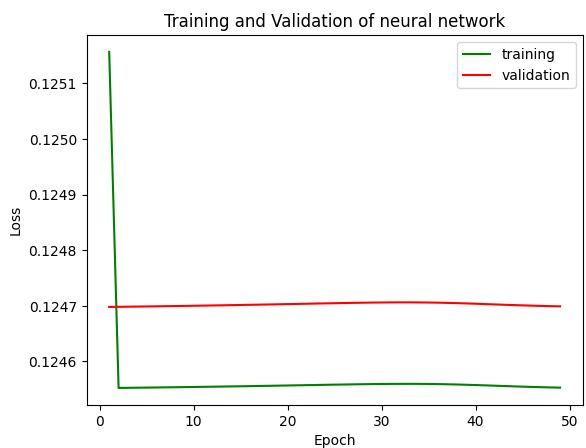 Training and Validation of neural network
training
validation
0.1251
0.1250
0.1249
0.1248
0.1247
0.1246
Loss
0 10 20 30 40 50
Epoch